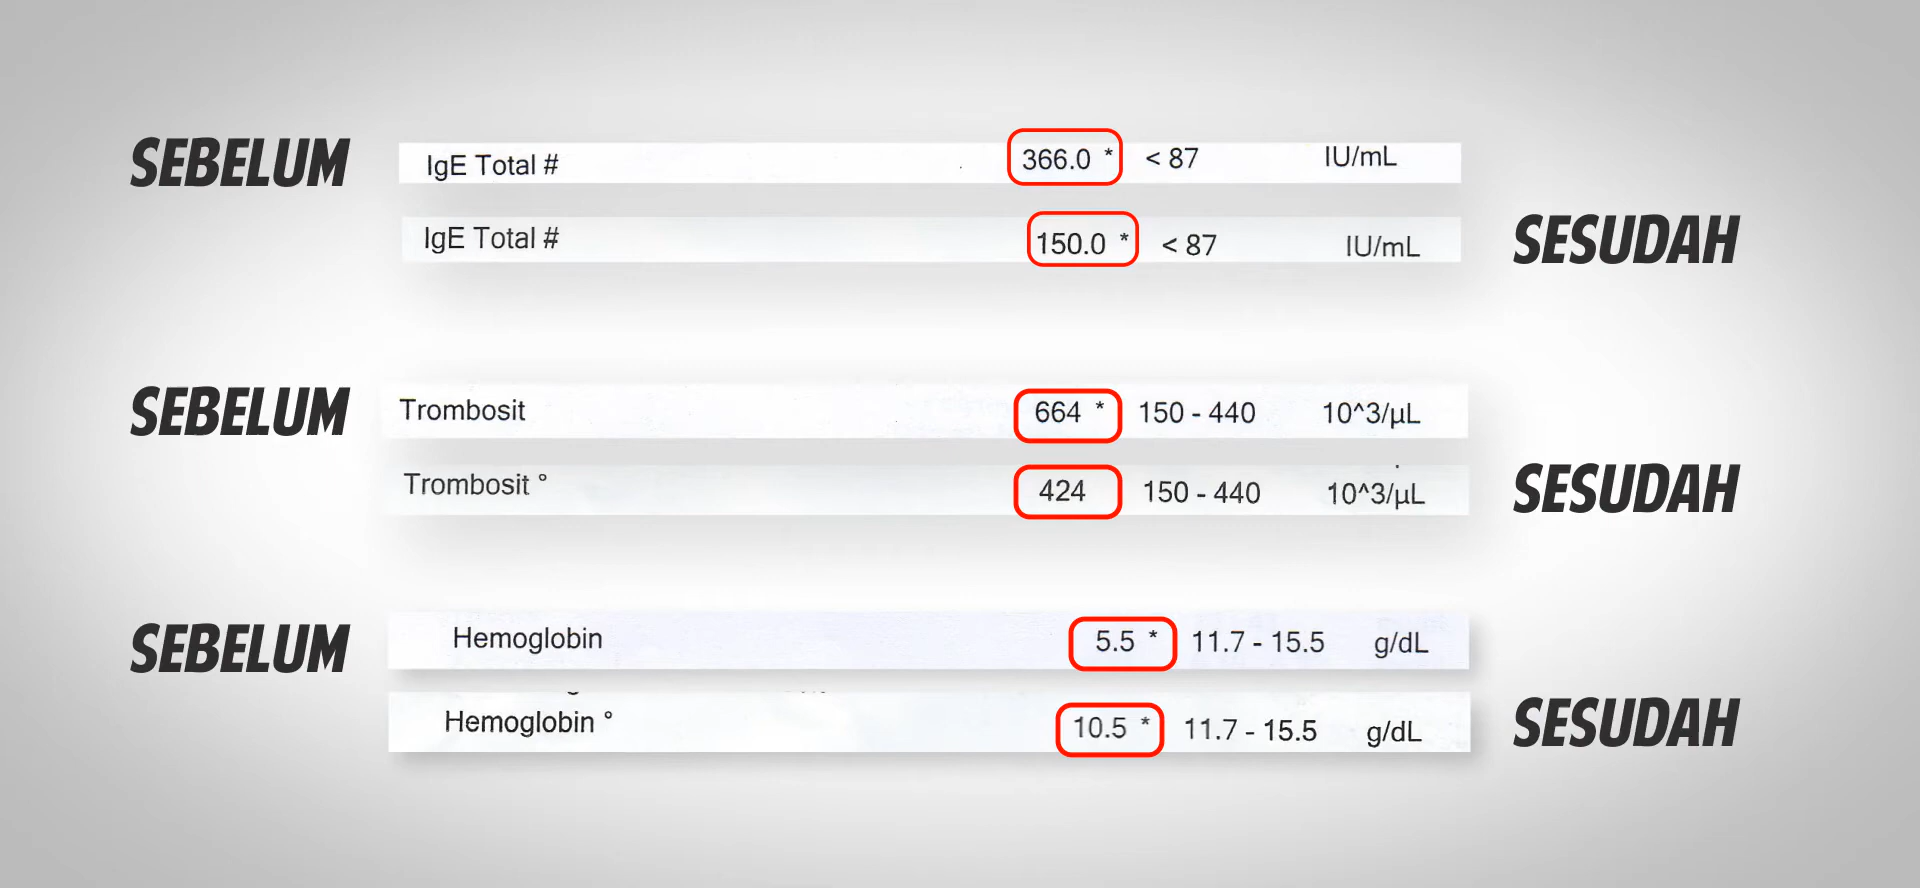 SEBELUM IgE Total # 366.0 * < 87 IU/mL
IgE Total # 150.0 * < 87 IU/mL SESUDAH
SEBELUM Trombosit 664 * 150 - 440 10^3/µL
Trombosit ° 424 150 - 440 10^3/µL SESUDAH
SEBELUM Hemoglobin 5.5 * 11.7 - 15.5 g/dL
Hemoglobin ° 10.5 * 11.7 - 15.5 g/dL SESUDAH